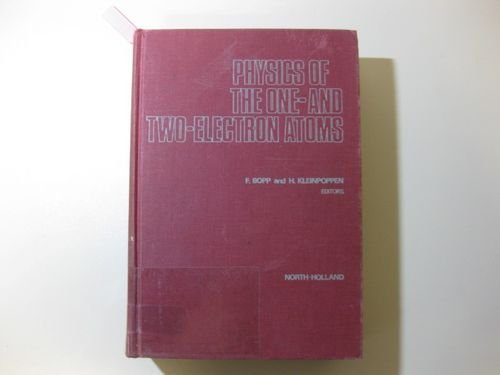 PHYSICS OF
THE ONE-AND
TWO-ELECTRON ATOMS
F. BOPP and H. KLEINPOPPEN
EDITORS,
NORTH-HOLLAND